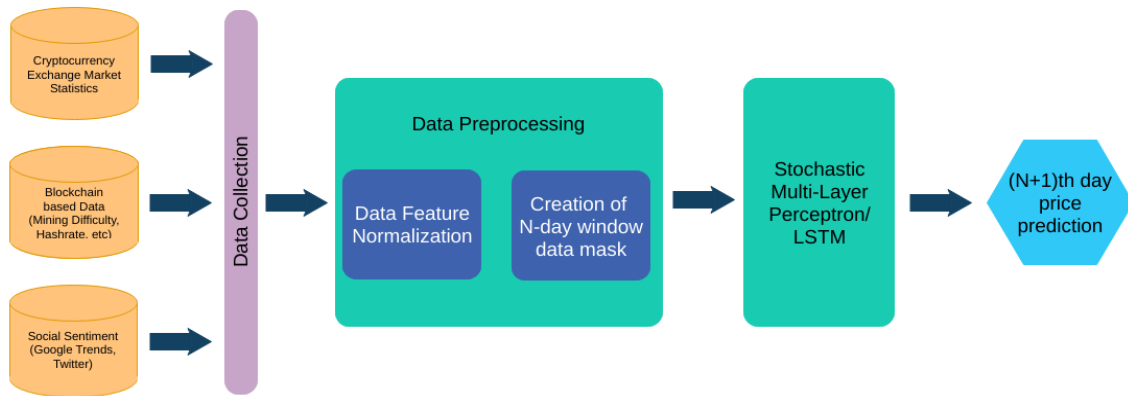 Cryptocurrency
Exchange Market
Statistics
Blockchain
based Data
(Mining Difficulty,
Hashrate, etc)
Social Sentiment
(Google Trends,
Twitter)
Data Collection
Data Preprocessing
Data Feature
Normalization
Creation of
N-day window
data mask
Stochastic
Multi-Layer
Perceptron/
LSTM
(N+1)th day
price
prediction